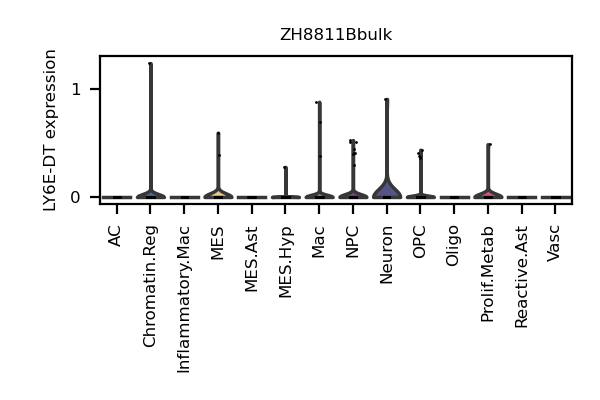 ZH8811Bbulk
LY6E-DT expression
1
0
AC
Chromatin.Reg
Inflammatory.Mac
MES
MES.Ast
MES.Hyp
Mac
NPC
Neuron
OPC
Oligo
Prolif.Metab
Reactive.Ast
Vasc